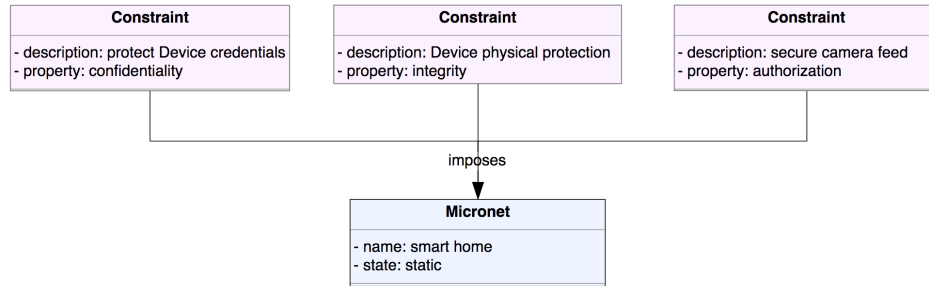 Constraint
- description: protect Device credentials
- property: confidentiality
Constraint
- description: Device physical protection
- property: integrity
Constraint
- description: secure camera feed
- property: authorization
imposes
Micronet
- name: smart home
- state: static